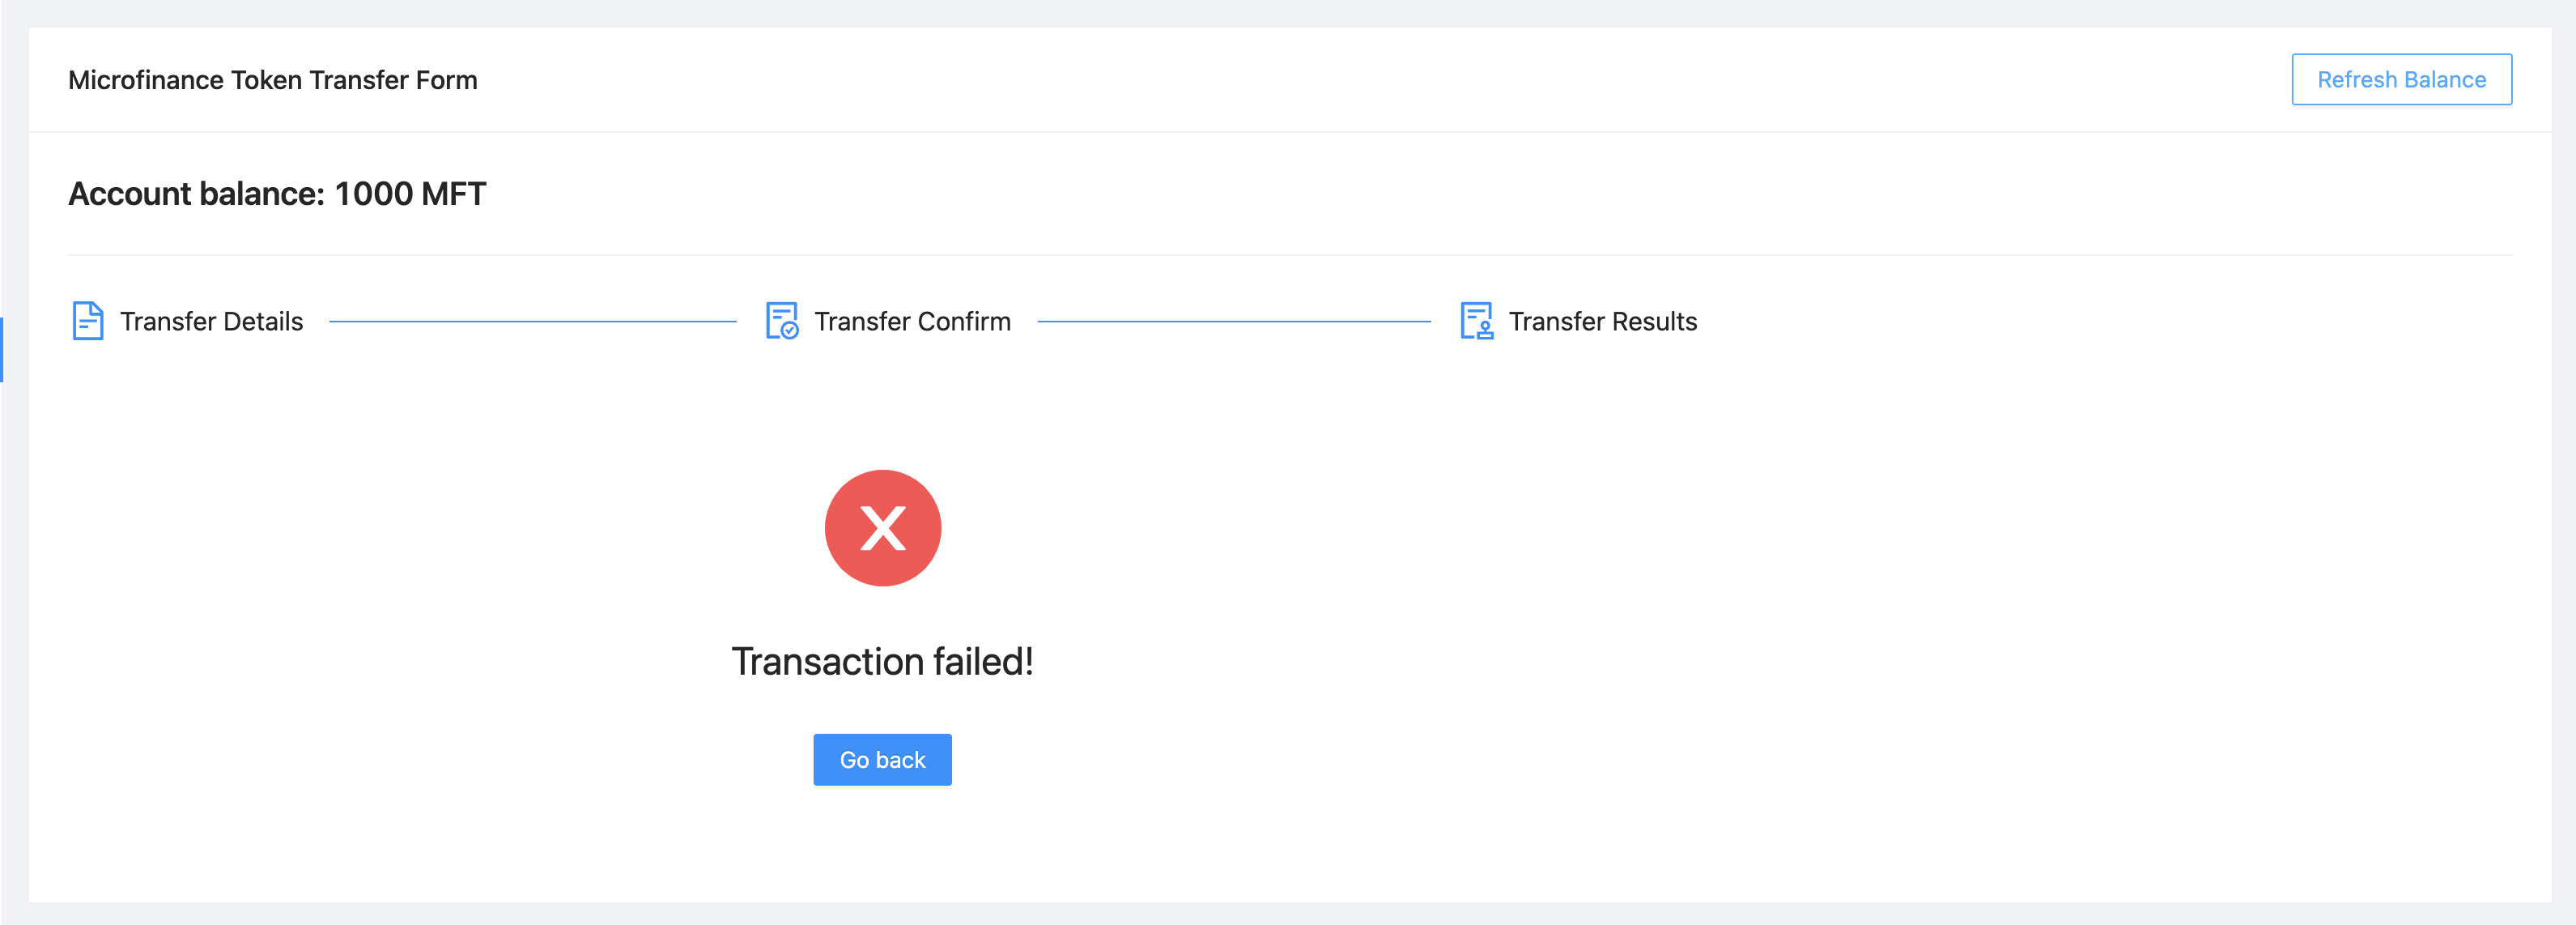 Microfinance Token Transfer Form
Refresh Balance
Account balance: 1000 MFT
Transfer Details
Transfer Confirm
Transfer Results
Transaction failed!
Go back